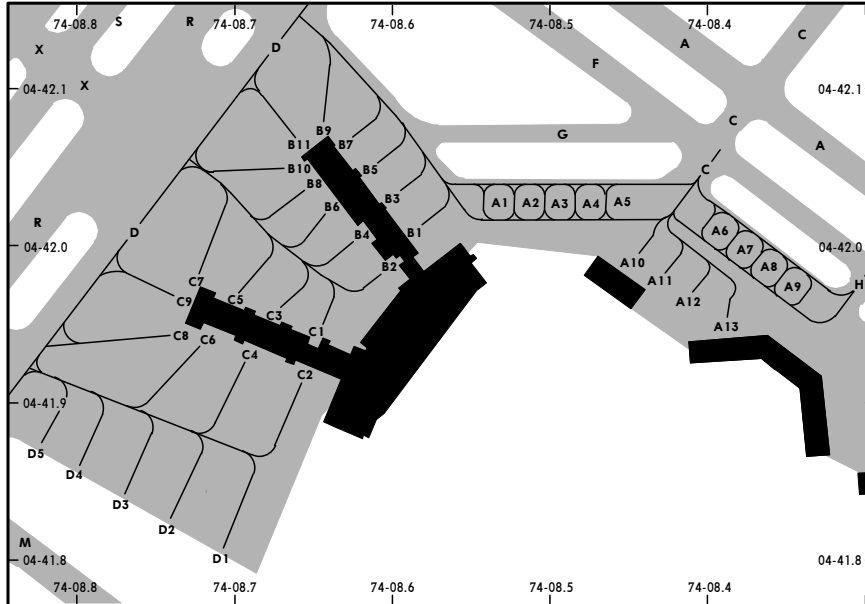 74-08.8 74-08.7 74-08.6 74-08.5 74-08.4
S R C
X D A
F
X
04-42.1 04-42.1
C
B9 G A
B11 B7
B10 B5 C
B8
B6 B3 A1 A2 A3 A4 A5
R
D B4 B1 A6
04-42.0 A7 04-42.0
B2 A10 A8
C7 A11 A9 H
C9 C5 A12
C3
C8 C6 C1 A13
C4
C2
04-41.9 04-41.9
D5
D4
D3
D2
M
04-41.8 D1 04-41.8
74-08.8 74-08.7 74-08.6 74-08.5 74-08.4